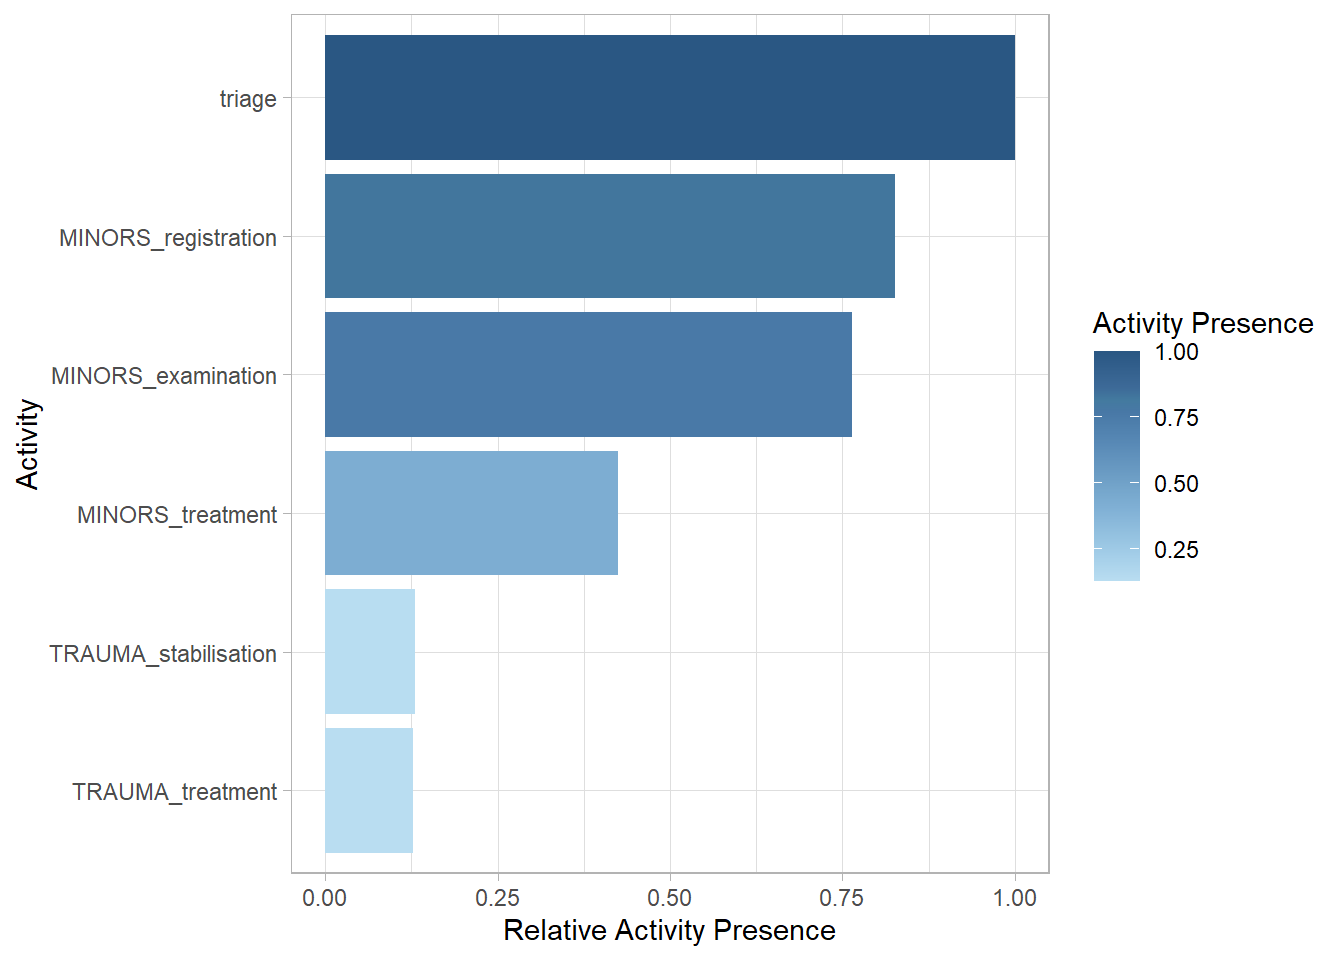 triage
MINORS_registration
MINORS_examination
MINORS_treatment
TRAUMA_stabilisation
TRAUMA_treatment
Activity
0.00 0.25 0.50 0.75 1.00
Relative Activity Presence
Activity Presence
1.00
0.75
0.50
0.25